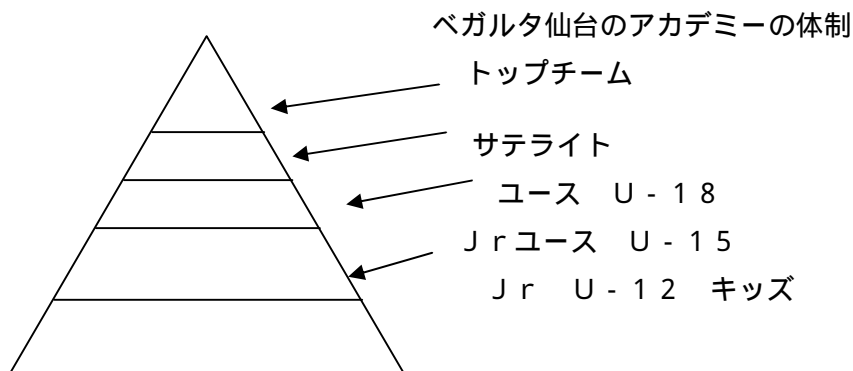 ベガルタ仙台のアカデミーの体制
トップチーム
サテライト
ユース　Ｕ-１８
Ｊｒユース　Ｕ-１５
Ｊｒ　Ｕ-１２　キッズ